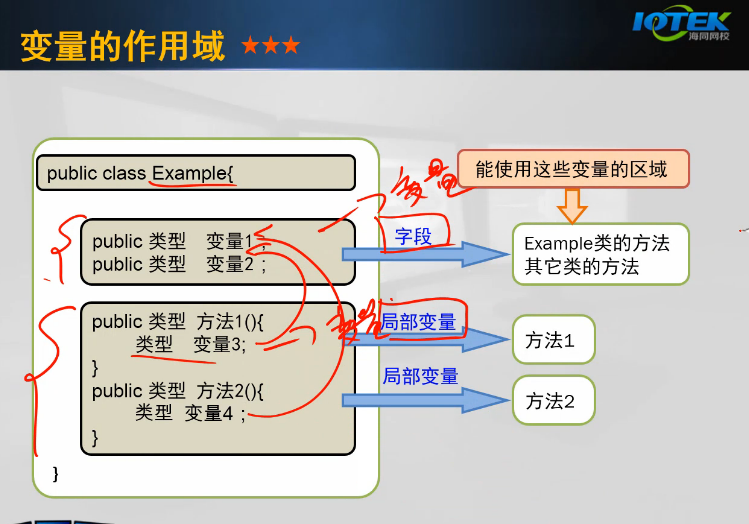 变量的作用域 ★★★
IOTEK
海同网校
public class Example{
能使用这些变量的区域
变量
public 类型 变量1 ;
public 类型 变量2 ;
字段
Example类的方法
其它类的方法
public 类型 方法1(){
类型 变量3;
}
变量
局部变量
方法1
public 类型 方法2(){
类型 变量4 ;
}
局部变量
方法2
}